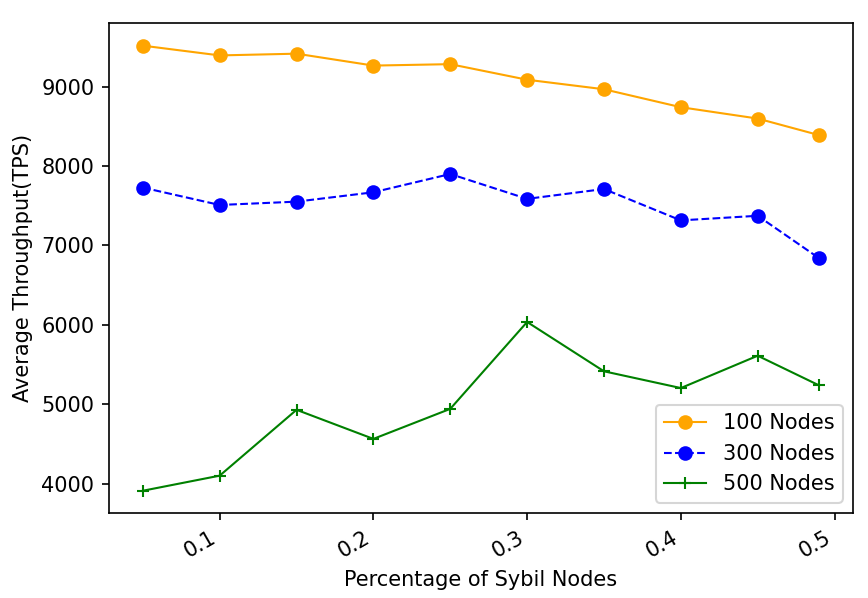 9000
8000
7000
6000
5000
4000
Average Throughput(TPS)
100 Nodes
300 Nodes
500 Nodes
0.1 0.2 0.3 0.4 0.5
Percentage of Sybil Nodes